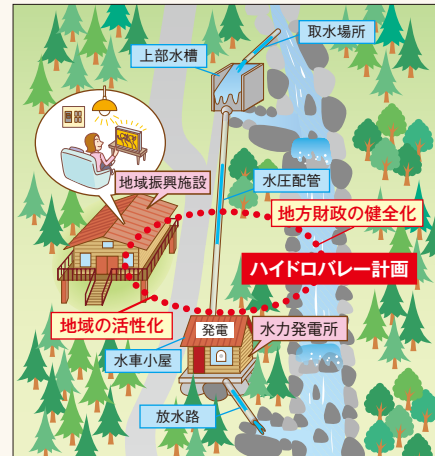 取水場所
上部水槽
地域振興施設
水圧配管
地方財政の健全化
ハイドロバレー計画
地域の活性化
発電
水力発電所
水車小屋
放水路